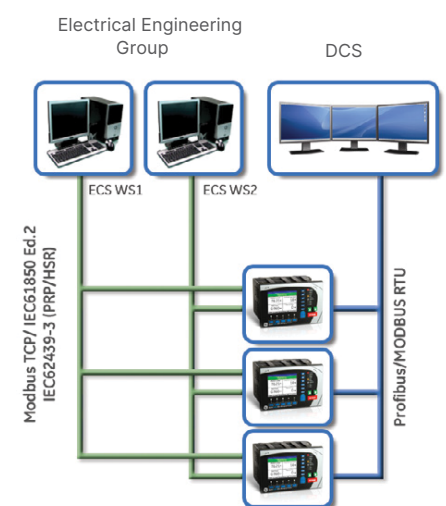 Electrical Engineering
Group
DCS
ECS WS1
ECS WS2
Modbus TCP/ IEC61850 Ed.2
IEC62439-3 (PRP/HSR)
Profibus/MODBUS RTU